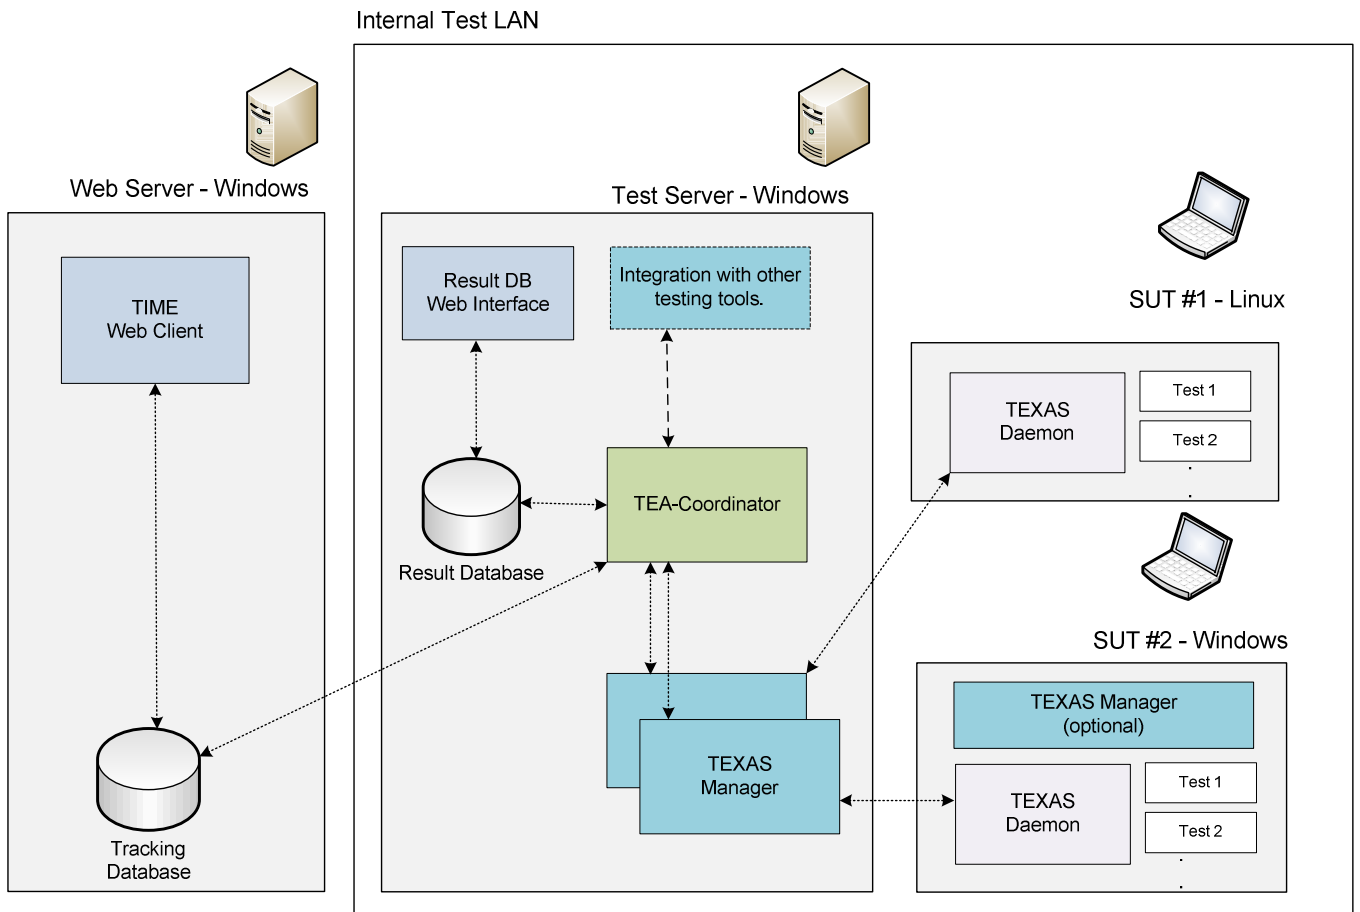 Internal Test LAN
Web Server - Windows
TIME
Web Client
Tracking
Database
Test Server - Windows
Result DB
Web Interface
Integration with other
testing tools.
TEA-Coordinator
Result Database
TEXAS
Manager
SUT #1 - Linux
TEXAS
Daemon
Test 1
Test 2
.
.
SUT #2 - Windows
TEXAS Manager
(optional)
TEXAS
Daemon
Test 1
Test 2
.
.